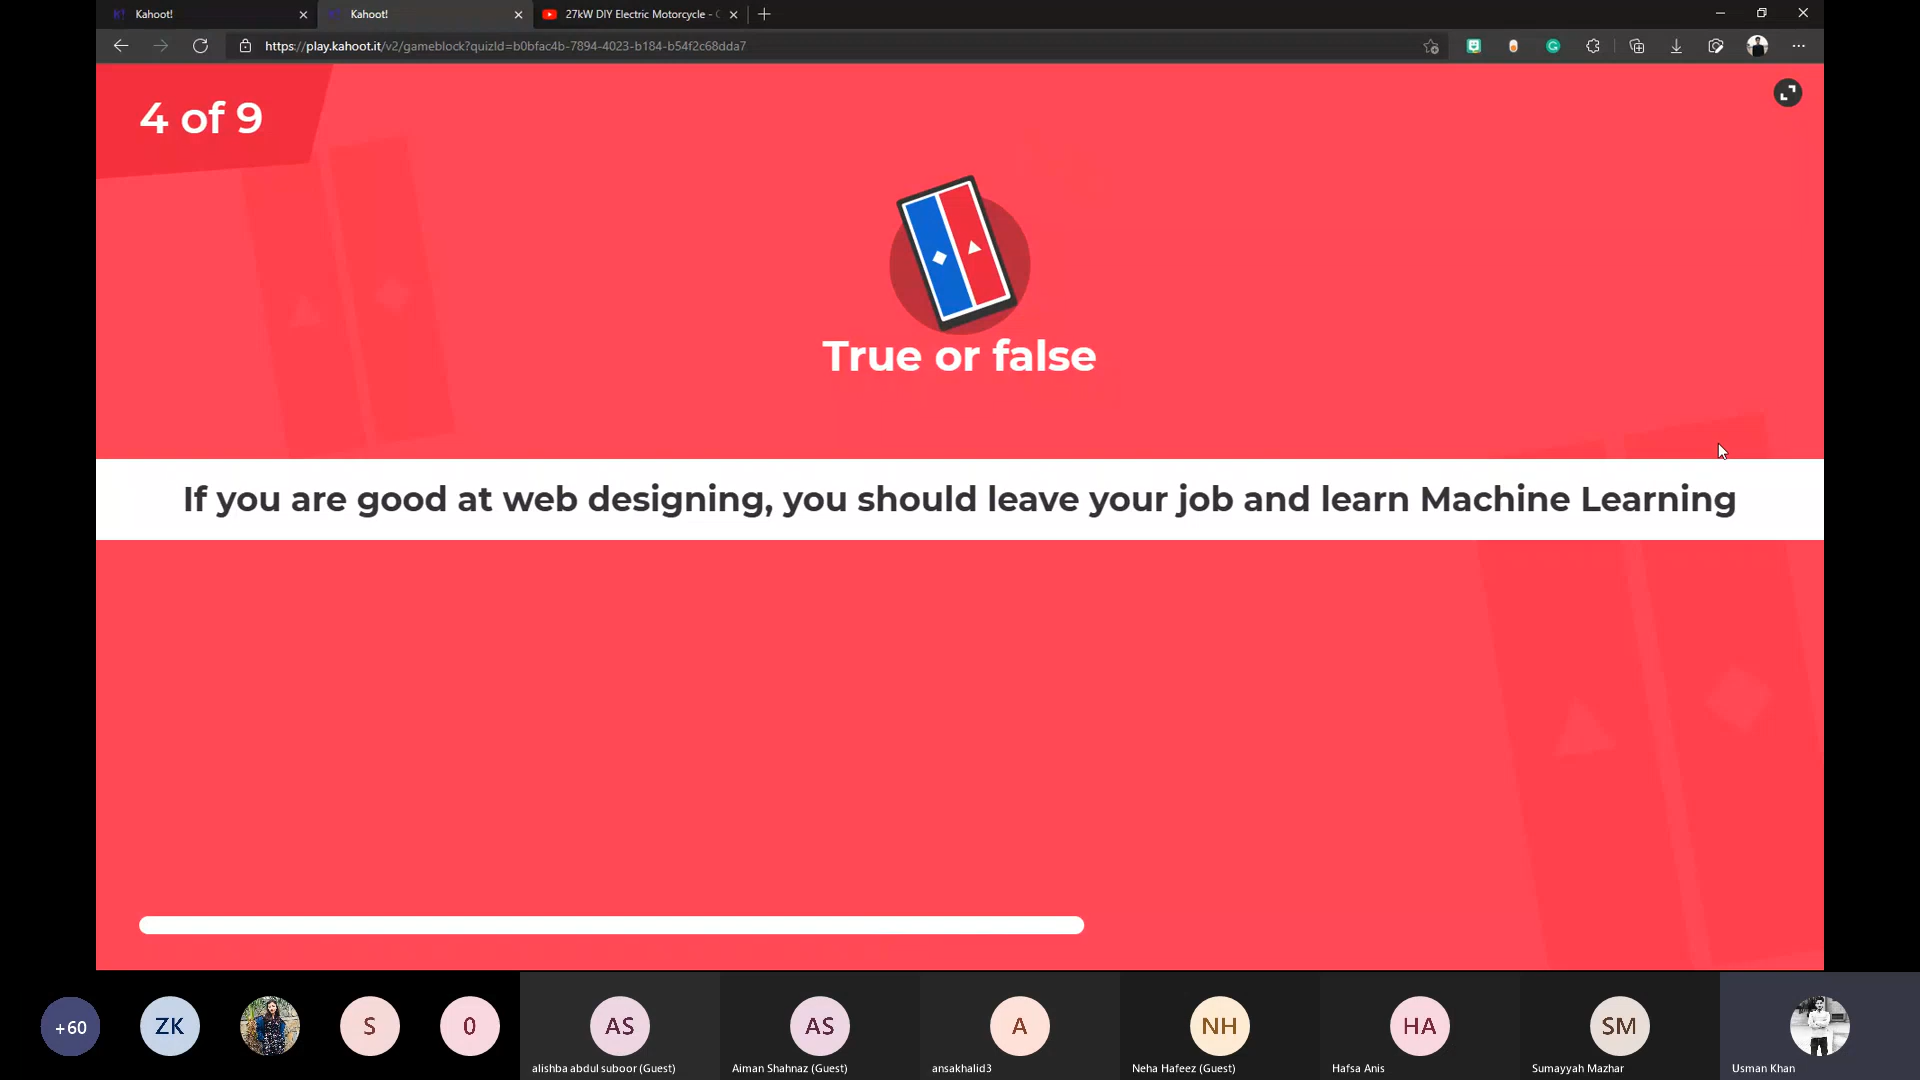 Kahoot!
Kahoot!
27kW DIY Electric Motorcycle -
https://play.kahoot.it/v2/gameblock?quizId=b0bfac4b-7894-4023-b184-b54f2c68dda7
4 of 9
True or false
If you are good at web designing, you should leave your job and learn Machine Learning
+60
ZK
S
0
AS
AS
A
NH
HA
SM
alishba abdul suboor (Guest)
Aiman Shahnaz (Guest)
ansakhalid3
Neha Hafeez (Guest)
Hafsa Anis
Sumayyah Mazhar
Usman Khan